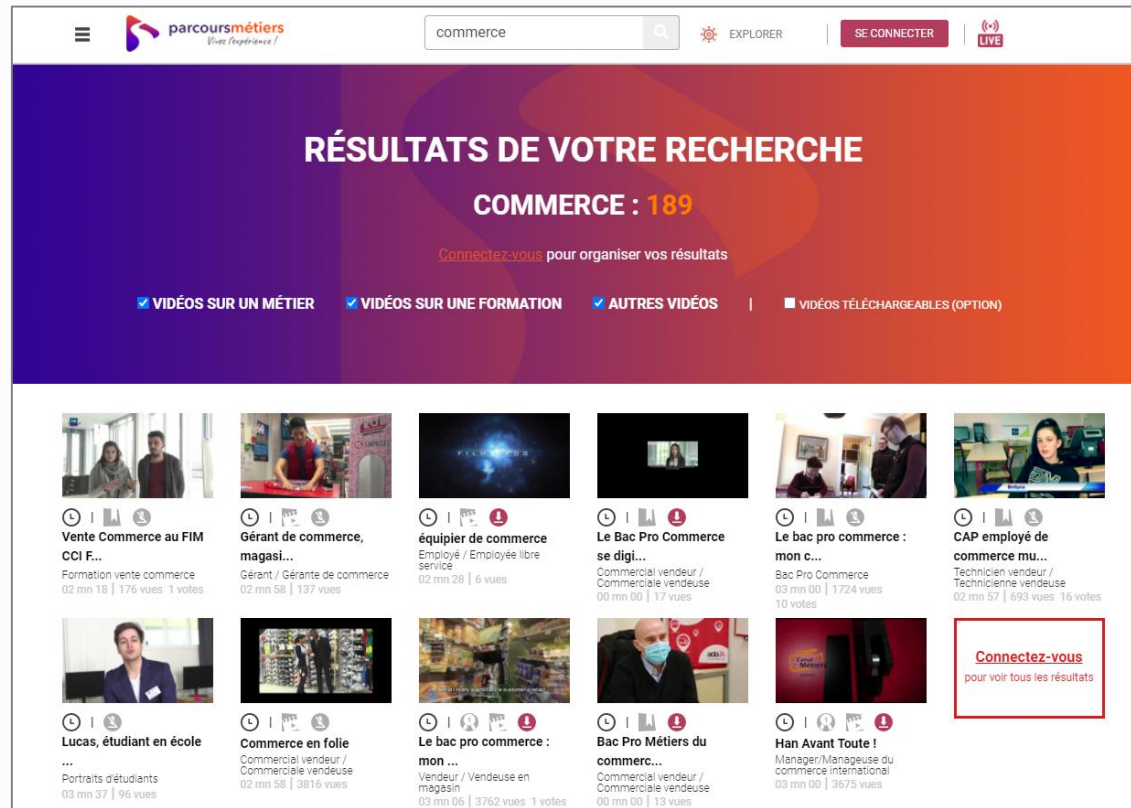 parcoursmétiers
Vivez l'expérience !
commerce
EXPLORER
SE CONNECTER
LIVE
RÉSULTATS DE VOTRE RECHERCHE
COMMERCE : 189
Connectez-vous pour organiser vos résultats
VIDÉOS SUR UN MÉTIER
VIDÉOS SUR UNE FORMATION
AUTRES VIDÉOS
|
VIDÉOS TÉLÉCHARGEABLES (OPTION)
Vente Commerce au FIM
CCI F...
Formation vente commerce
02 mn 18 | 176 vues 1 votes
Gérant de commerce,
magasi...
Gérant / Gérante de commerce
02 mn 58 | 137 vues
équipier de commerce
Employé / Employée libre
service
02 mn 28 | 6 vues
Le Bac Pro Commerce
se digi...
Commercial vendeur /
Commerciale vendeuse
00 mn 00 | 17 vues
Le bac pro commerce :
mon c...
Bac Pro Commerce
03 mn 00 | 1724 vues
10 votes
CAP employé de
commerce mu...
Technicien vendeur /
Technicienne vendeuse
02 mn 57 | 693 vues 16 votes
Lucas, étudiant en école
...
Portraits d'étudiants
03 mn 37 | 96 vues
Commerce en folie
Commercial vendeur /
Commerciale vendeuse
02 mn 58 | 3816 vues
Le bac pro commerce :
mon ...
Vendeur / Vendeuse en
magasin
03 mn 06 | 3762 vues 1 votes
ada
Bac Pro Métiers du
commerc...
Commercial vendeur /
Commerciale vendeuse
00 mn 00 | 13 vues
Canal
Métiers
Han Avant Toute !
Manager/Manageuse du
commerce international
03 mn 00 | 3675 vues
Connectez-vous
pour voir tous les résultats